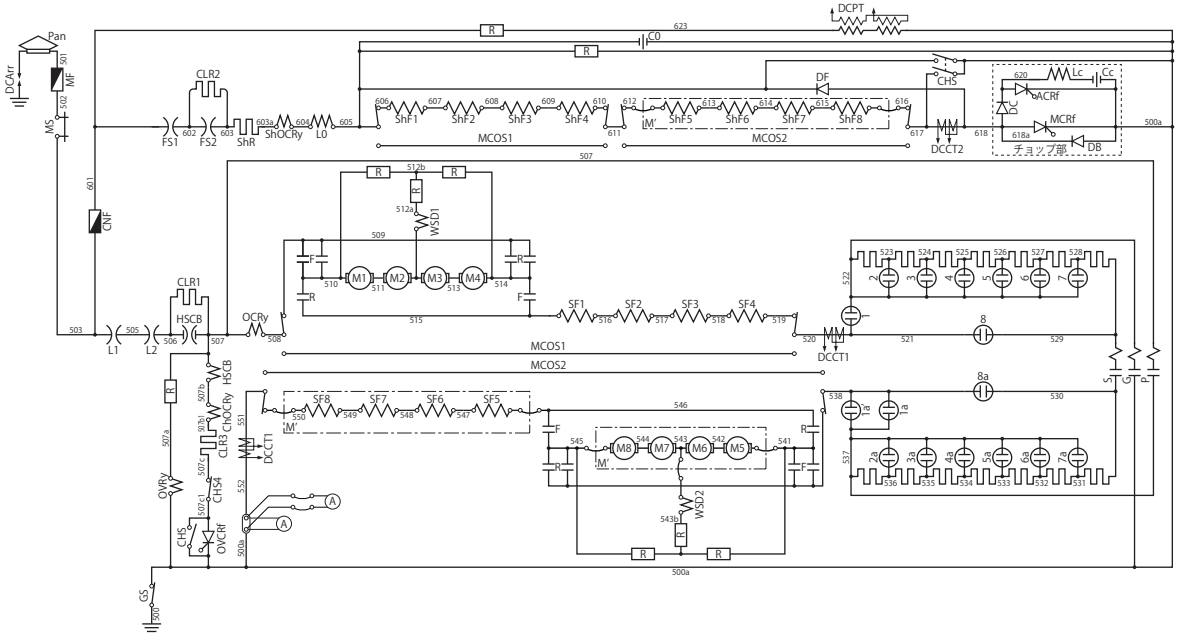 Pan
501
DCArr
MF
502
MS
601
CNF
R
623
DCPT
C0
R
CLR2
CHS
DF
620
Lc
Cc
DC
ACRf
MCRf
618a
DB
チョップ部
500a
FS1
602
FS2
603
ShR
603a
ShOCRy
604
L0
605
606
ShF1
607
ShF2
608
ShF3
609
ShF4
610
611
612
M'
ShF5
613
ShF6
614
ShF7
615
ShF8
616
617
DCCT2
618
MCOS1
MCOS2
507
R
512b
R
R
512a
WSD1
509
F
R
510
M1
511
M2
M3
513
M4
514
R
F
515
SF1
516
SF2
517
SF3
518
SF4
519
520
DCCT1
521
8
529
522
1
523
524
525
526
527
528
2
3
4
5
6
7
503
L1
505
L2
506
CLR1
HSCB
507
OCRy
508
MCOS1
MCOS2
S
G
P
R
507a
OVRy
HSCB
507b
ChOCRy
507b1
CLR3
507c
CHS4
507c1
CHS
OVCRf
551
DCCT1
552
500a
A
A
M'
550
SF8
549
SF7
548
SF6
547
SF5
546
F
R
545
R
F
M'
M8
544
M7
543
M6
542
M5
541
WSD2
543b
R
R
R
538
8a
530
1a'
1a
537
2a
3a
4a
5a
6a
7a
536
535
534
533
532
531
500a
GS
500